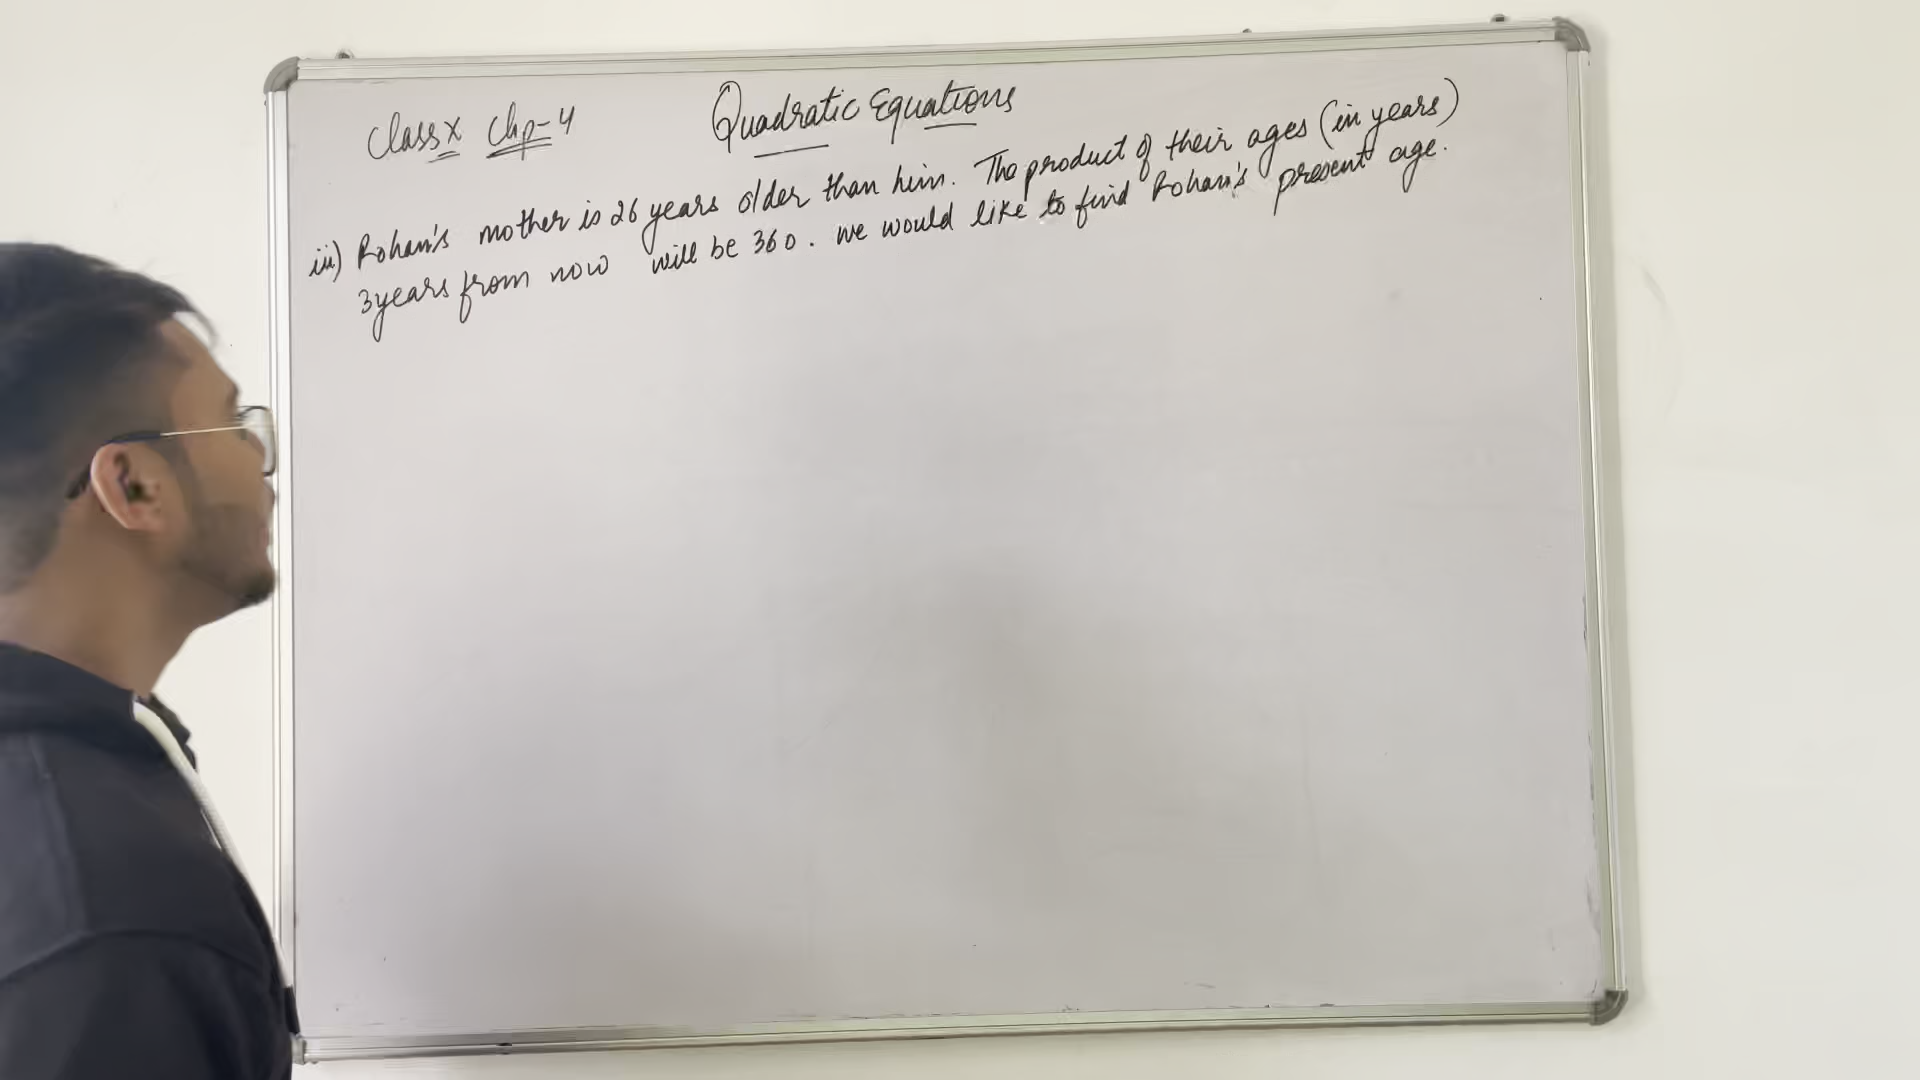 Class X Chp-4
Quadratic Equations
iii) Rohan's mother is 26 years older than him. The product of their ages (in years)
3 years from now will be 360. we would like to find Rohan's present age.